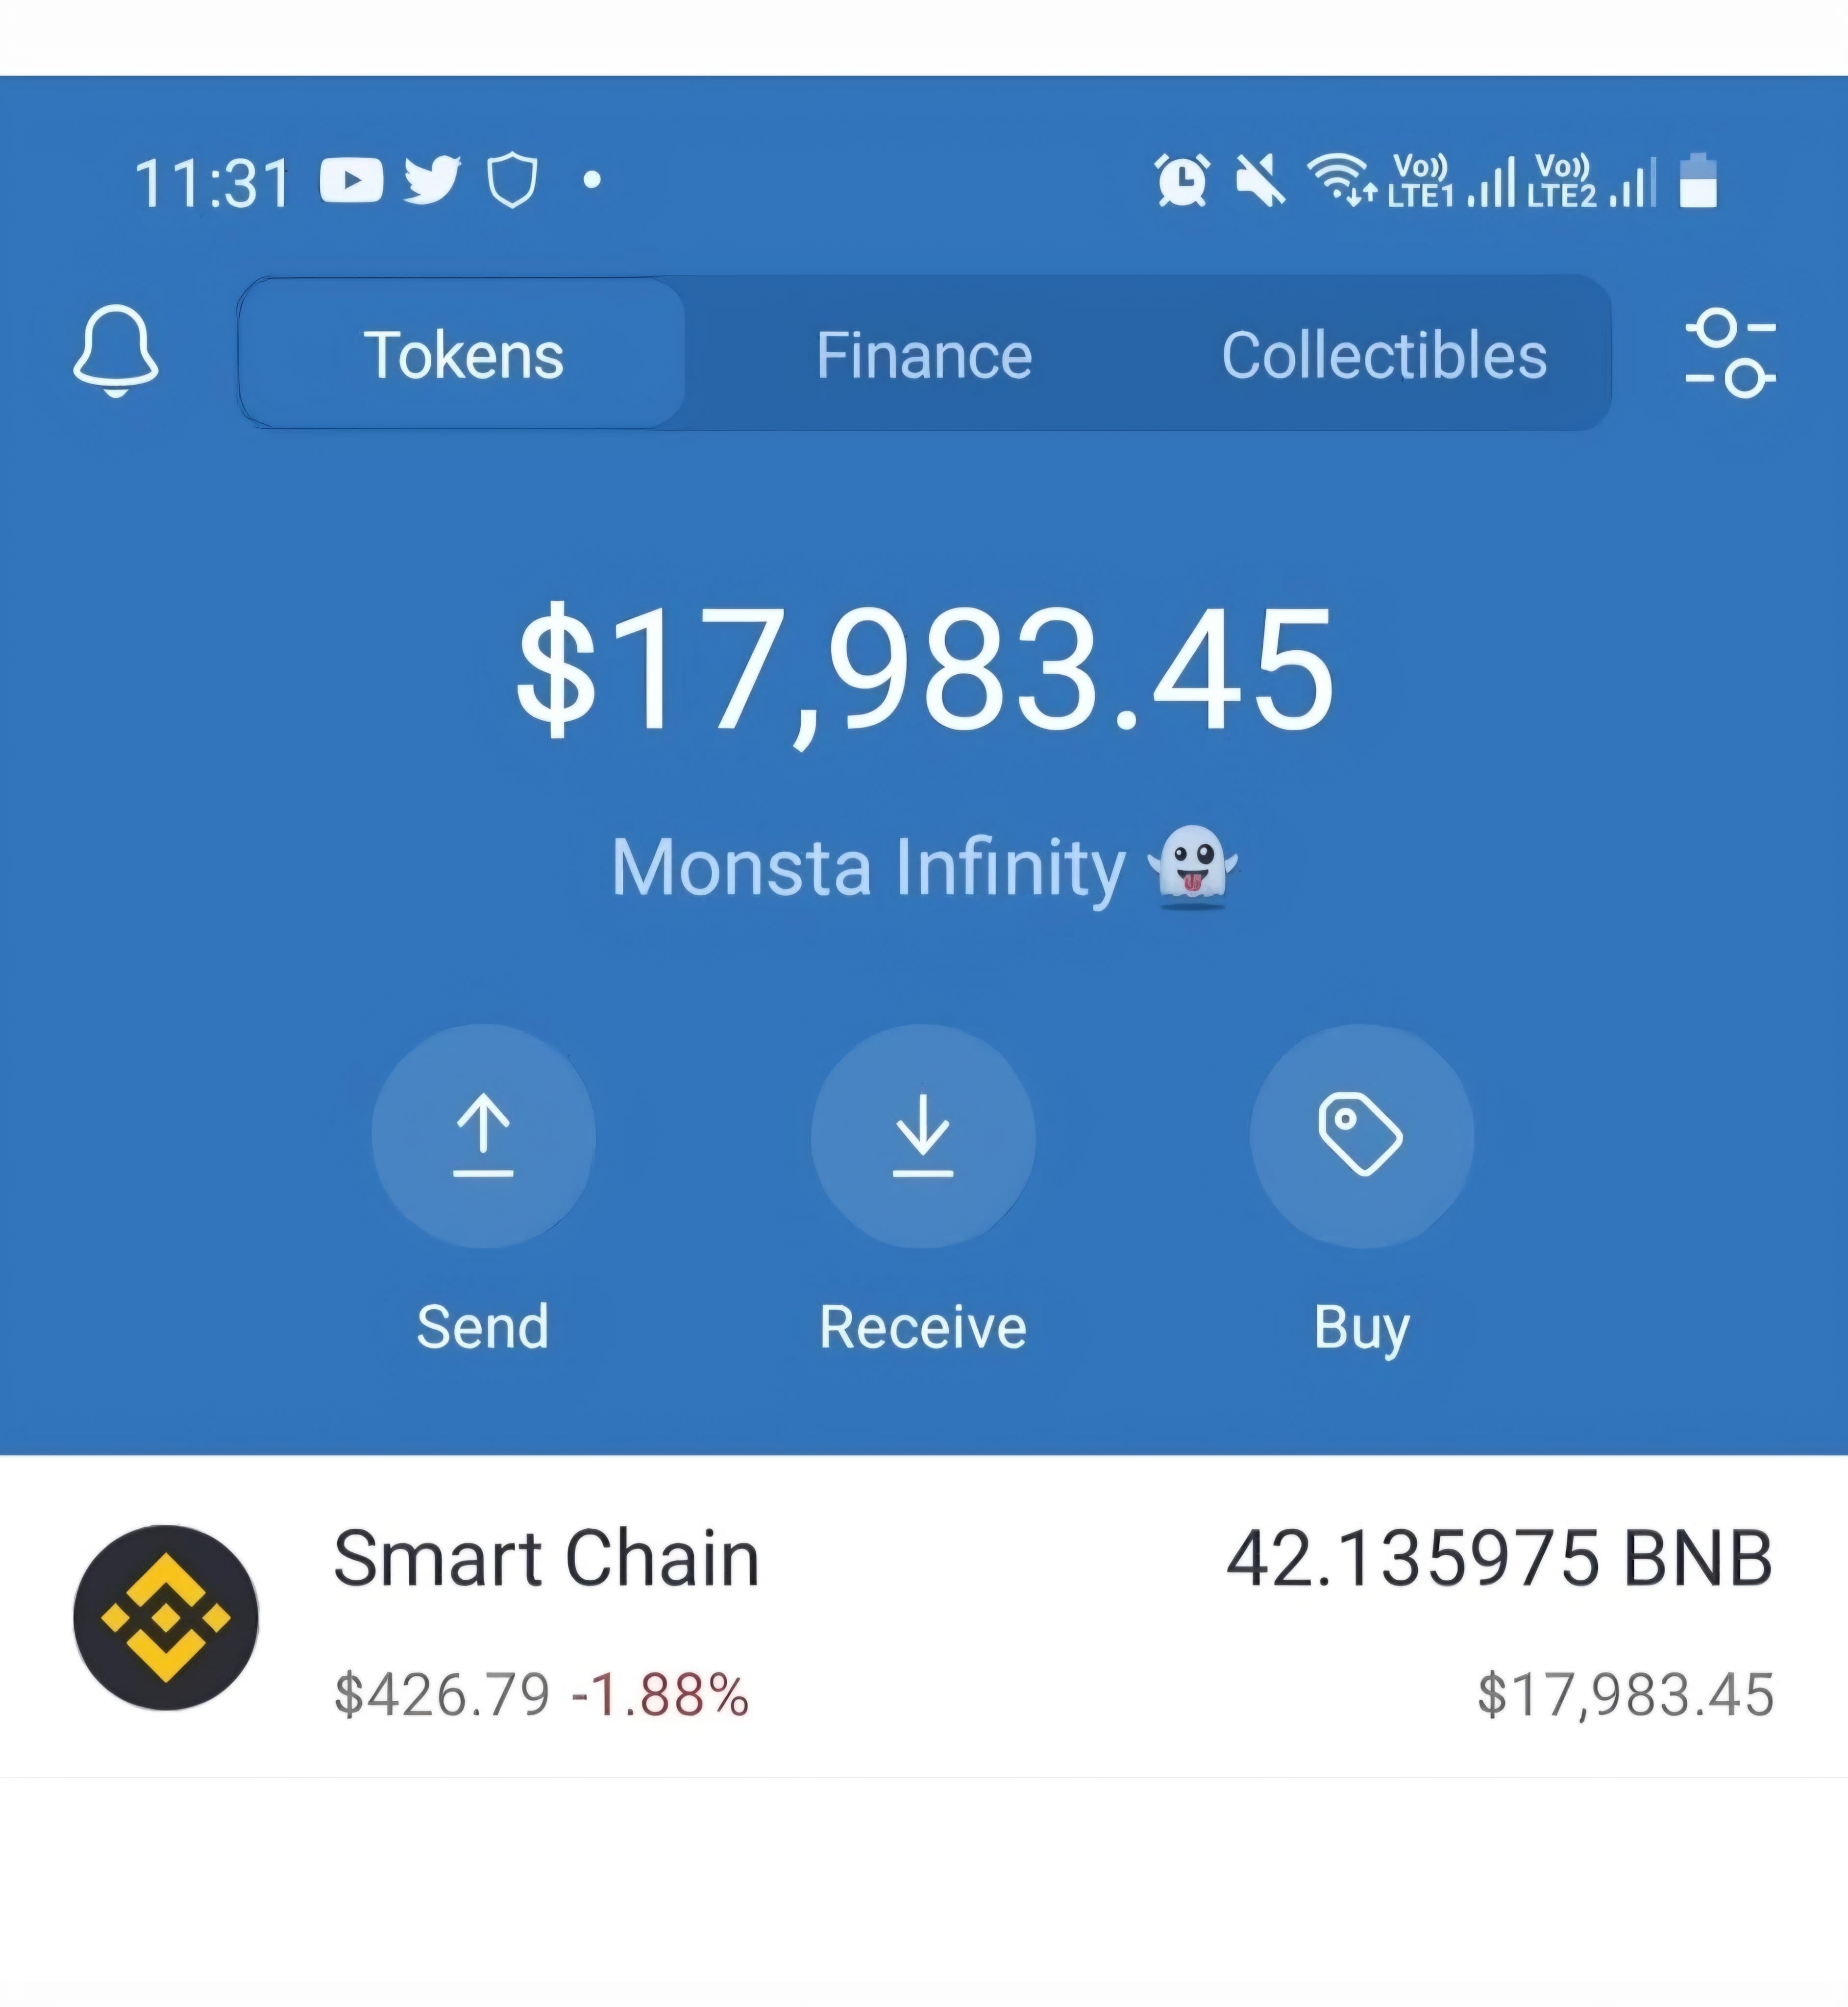 11:31 Vo)) LTE1 Vo)) LTE2
Tokens Finance Collectibles
$17,983.45
Monsta Infinity 👻
Send Receive Buy
Smart Chain 42.135975 BNB
$426.79 -1.88% $17,983.45